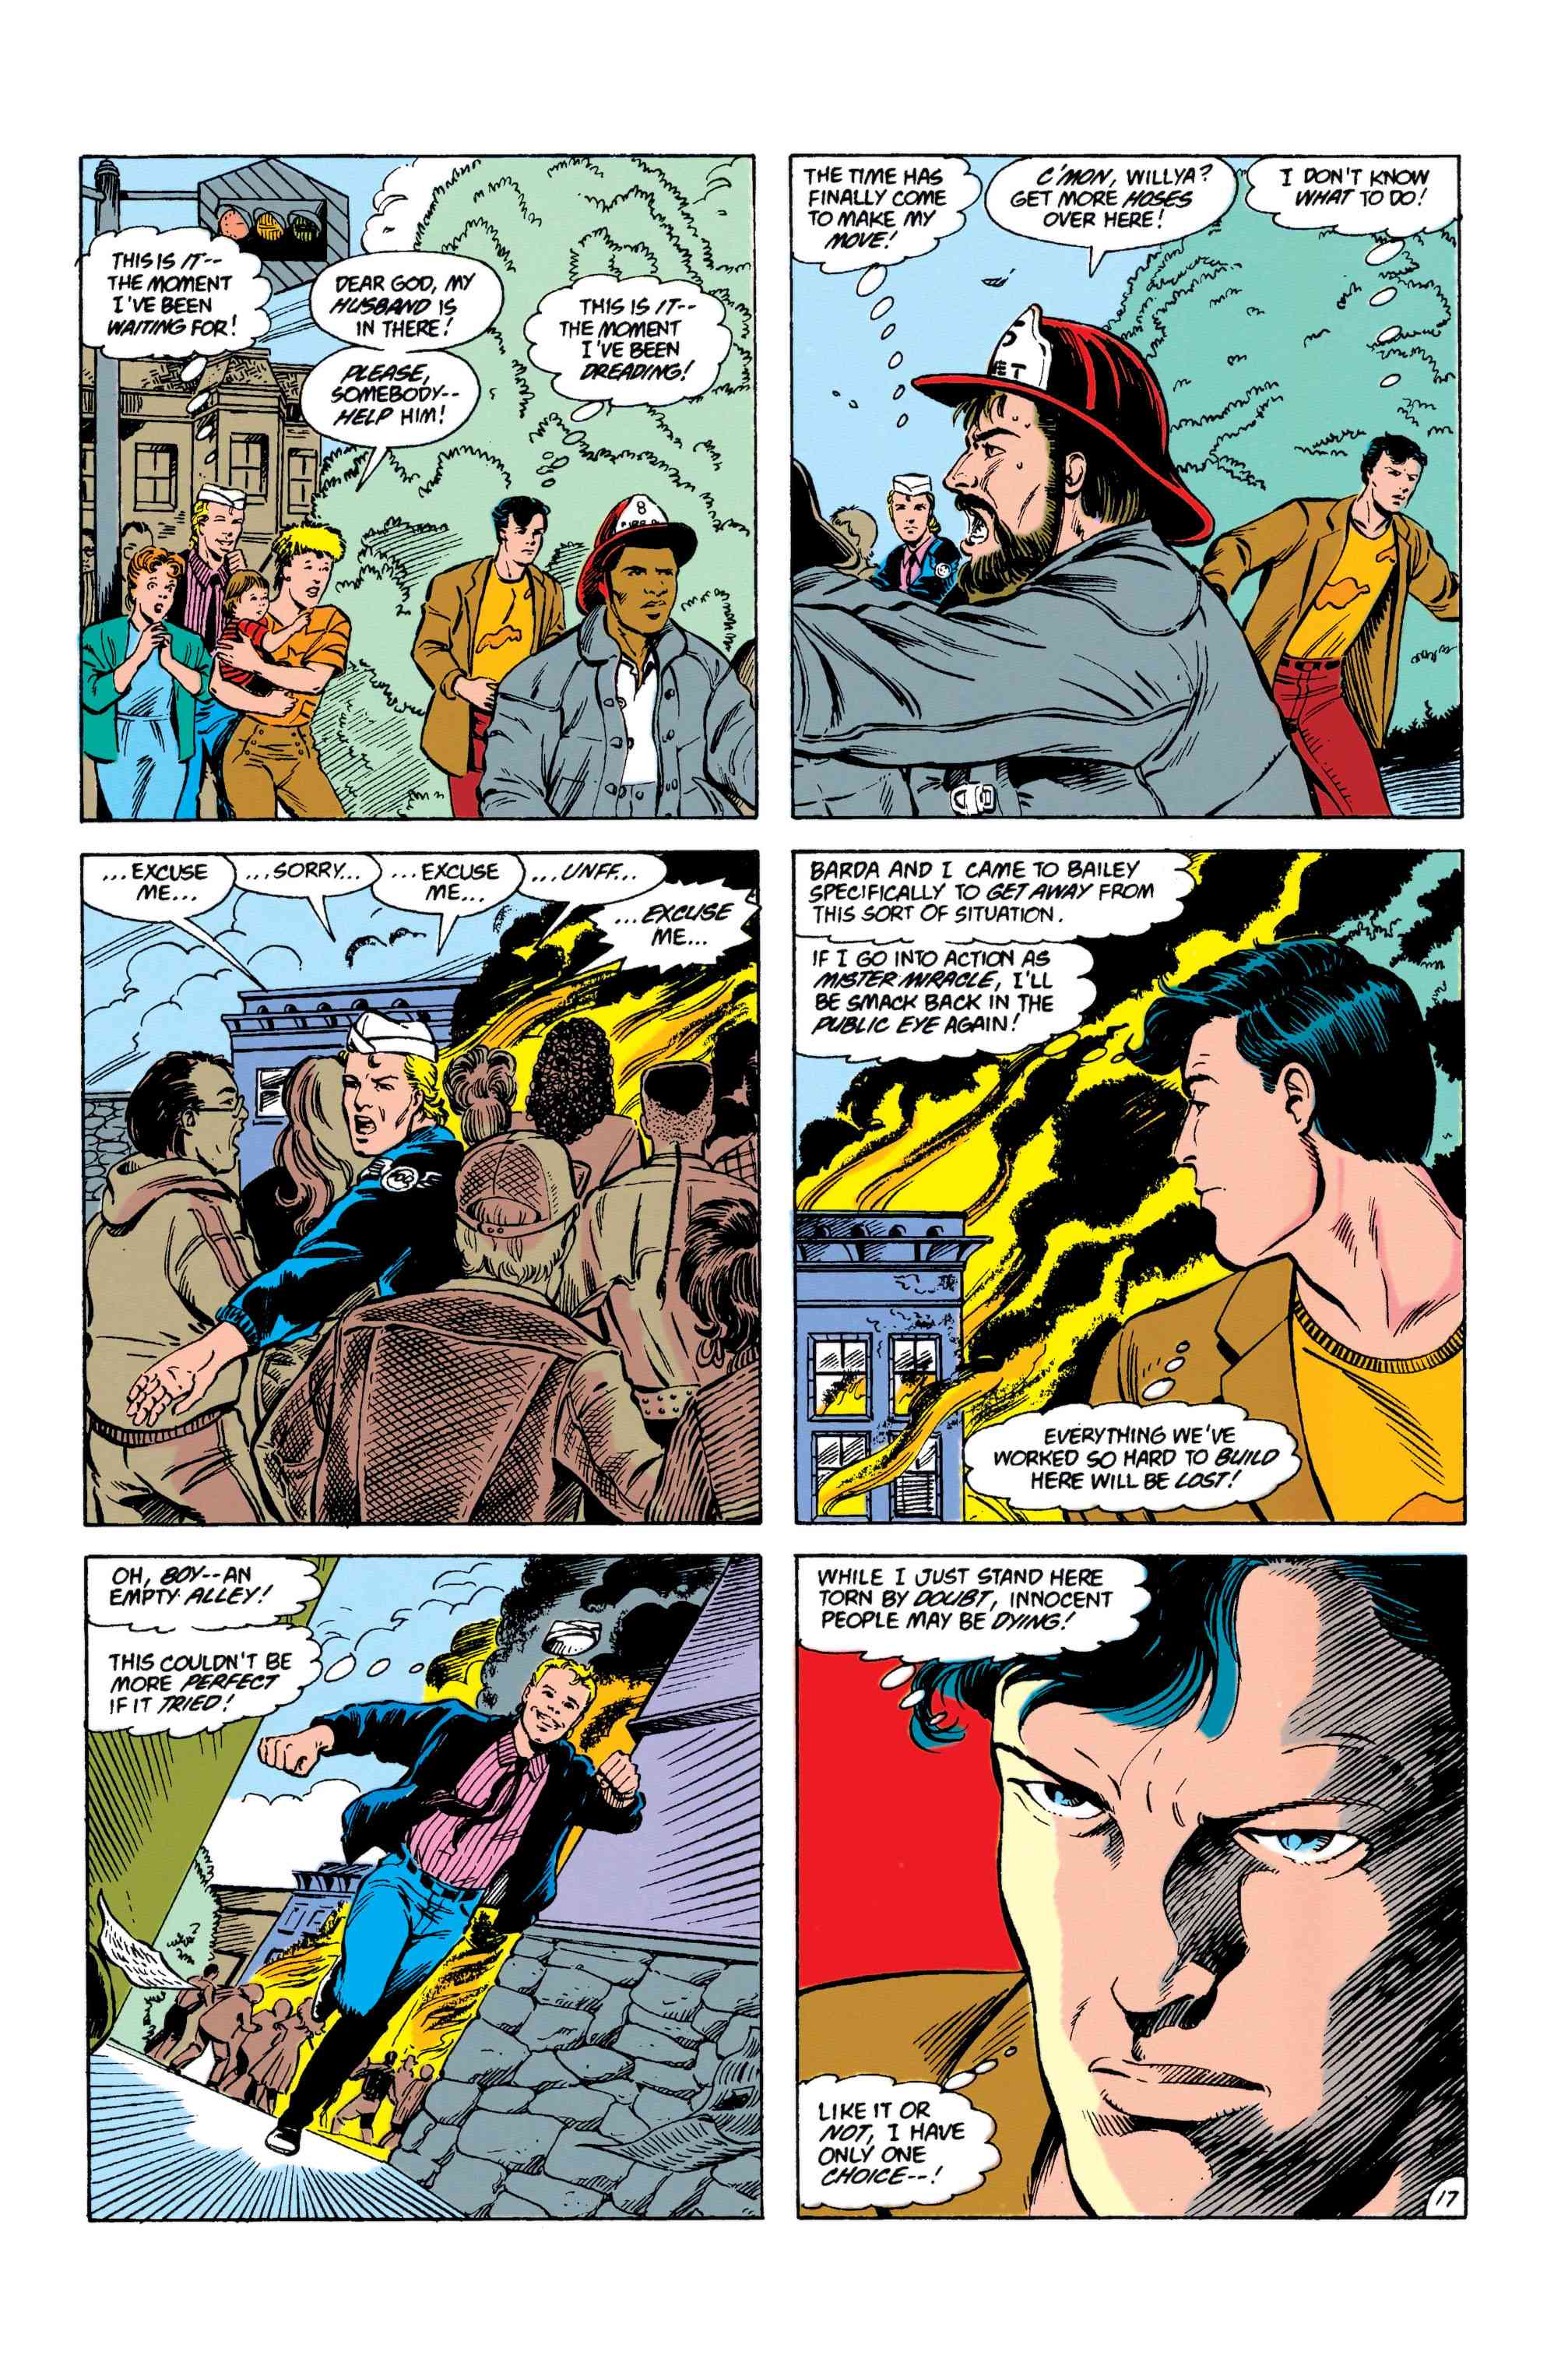 THIS IS IT--
THE MOMENT
I'VE BEEN
WAITING FOR!
DEAR GOD, MY
HUSBAND IS
IN THERE!
PLEASE,
SOMEBODY--
HELP HIM!
THIS IS IT--
THE MOMENT
I'VE BEEN
DREADING!
8
THE TIME HAS
FINALLY COME
TO MAKE MY
MOVE!
C'MON, WILLYA?
GET MORE HOSES
OVER HERE!
I DON'T KNOW
WHAT TO DO!
5
...EXCUSE
ME...
...SORRY...
...EXCUSE
ME...
...UNFF...
...EXCUSE
ME...
BARDA AND I CAME TO BAILEY
SPECIFICALLY TO GET AWAY FROM
THIS SORT OF SITUATION.
IF I GO INTO ACTION AS
MISTER MIRACLE, I'LL
BE SMACK BACK IN THE
PUBLIC EYE AGAIN!
EVERYTHING WE'VE
WORKED SO HARD TO BUILD
HERE WILL BE LOST!
OH, BOY--AN
EMPTY ALLEY!
THIS COULDN'T BE
MORE PERFECT
IF IT TRIED!
WHILE I JUST STAND HERE
TORN BY DOUBT, INNOCENT
PEOPLE MAY BE DYING!
LIKE IT OR
NOT, I HAVE
ONLY ONE
CHOICE--!
17